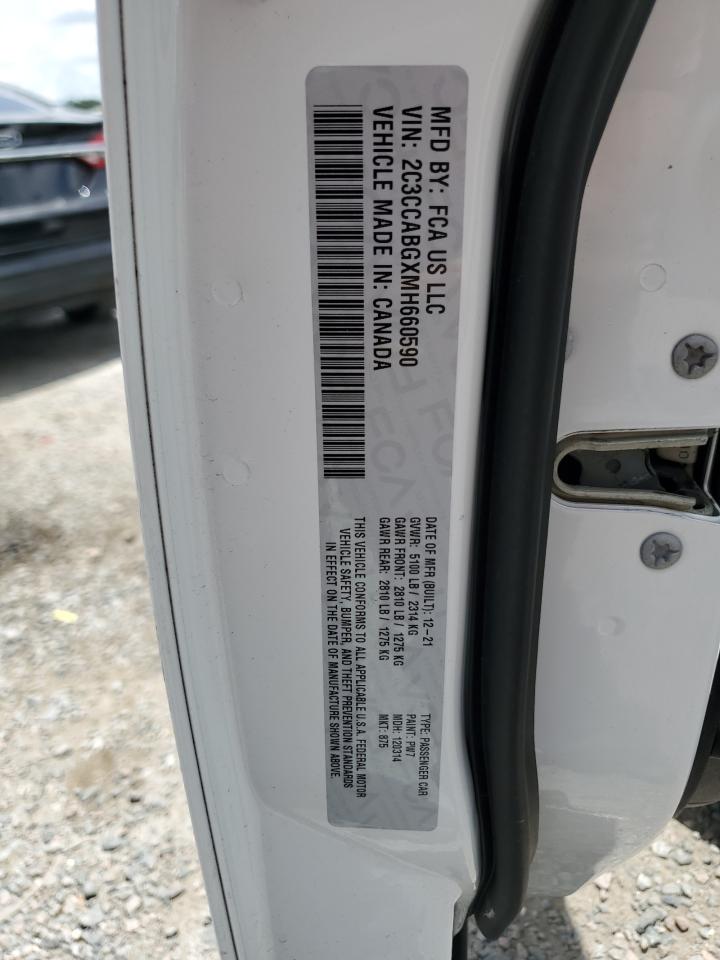 MFD BY: FCA US LLC
VIN: 2C3CCABGXMH660590
VEHICLE MADE IN: CANADA
DATE OF MFR (BUILT): 12-21
GVWR: 5100 LB / 2314 KG
GAWR FRONT: 2810 LB / 1275 KG
GAWR REAR: 2810 LB / 1275 KG
TYPE: PASSENGER CAR
PAINT: PW7
MDH: 120314
MKT: 875
THIS VEHICLE CONFORMS TO ALL APPLICABLE U.S.A. FEDERAL MOTOR
VEHICLE SAFETY, BUMPER, AND THEFT PREVENTION STANDARDS
IN EFFECT ON THE DATE OF MANUFACTURE SHOWN ABOVE.